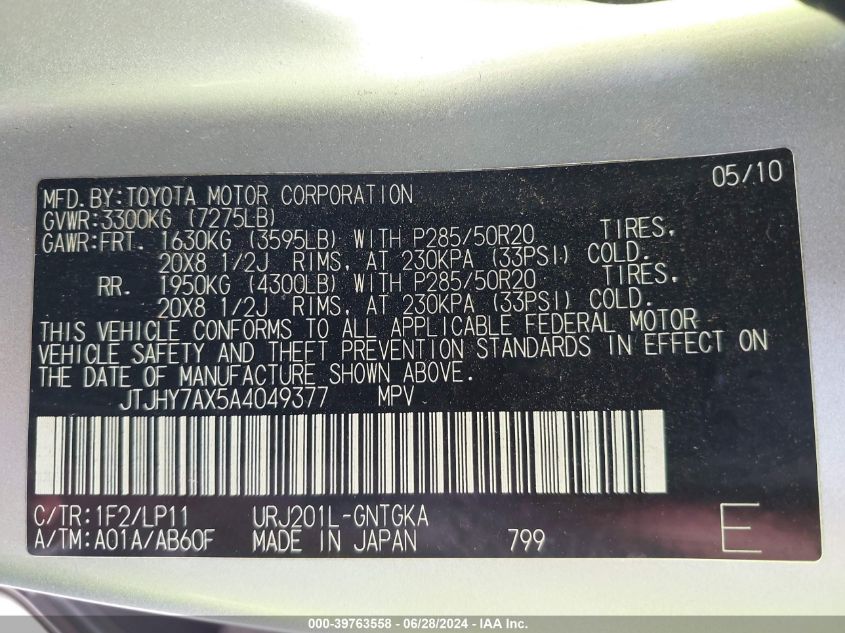 05/10
MFD.BY:TOYOTA MOTOR CORPORATION
GVWR:3300KG (7275LB)
GAWR:FRT. 1630KG (3595LB) WITH P285/50R20 TIRES,
20X8 1/2J RIMS, AT 230KPA (33PSI) COLD.
RR. 1950KG (4300LB) WITH P285/50R20 TIRES,
20X8 1/2J RIMS, AT 230KPA (33PSI) COLD.
THIS VEHICLE CONFORMS TO ALL APPLICABLE FEDERAL MOTOR
VEHICLE SAFETY AND THEFT PREVENTION STANDARDS IN EFFECT ON
THE DATE OF MANUFACTURE SHOWN ABOVE.
JTJHY7AX5A4049377 MPV
C/TR:1F2/LP11 URJ201L-GNTGKA
A/TM:A01A/AB60F MADE IN JAPAN 799 E
000-39763558 - 06/28/2024 - IAA Inc.